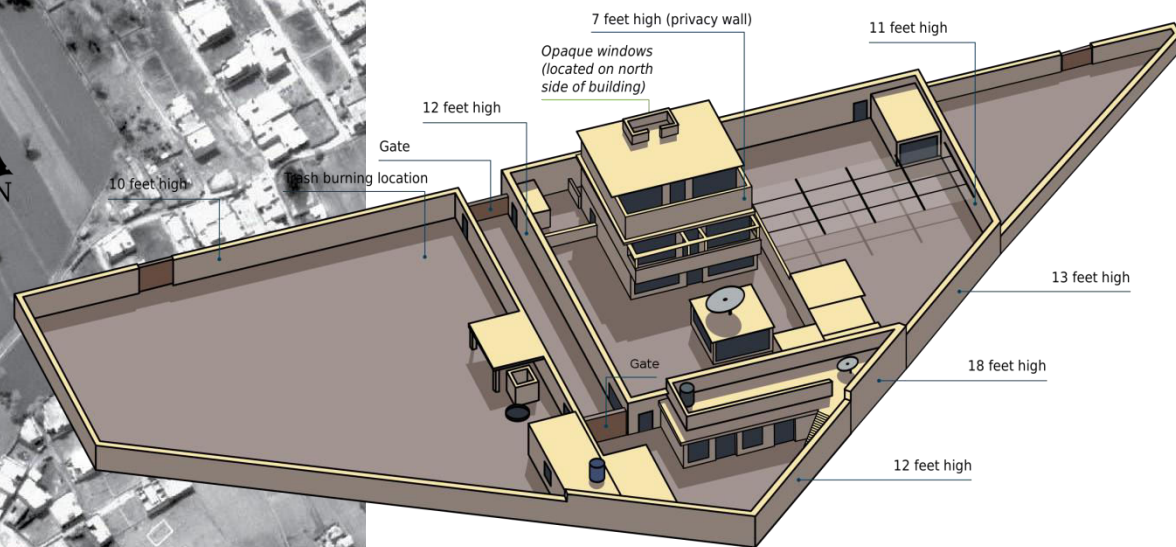 7 feet high (privacy wall)
11 feet high
Opaque windows
(located on north
side of building)
12 feet high
Gate
Trash burning location
N
10 feet high
13 feet high
Gate
18 feet high
12 feet high